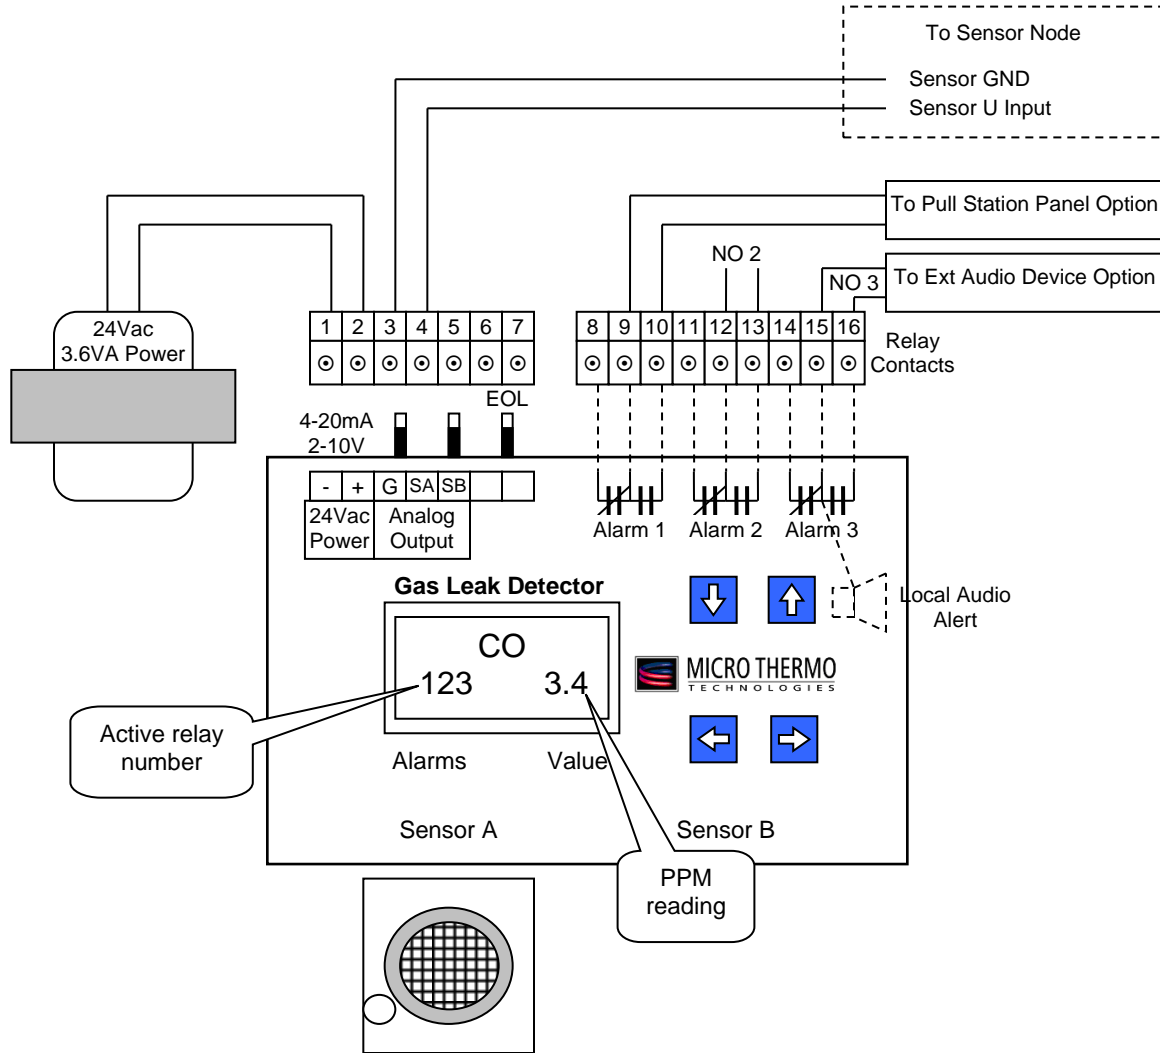 To Sensor Node
Sensor GND
Sensor U Input
To Pull Station Panel Option
NO 2
NO 3
To Ext Audio Device Option
24Vac
3.6VA Power
1 2 3 4 5 6 7
8 9 10 11 12 13 14 15 16
Relay
Contacts
EOL
4-20mA
2-10V
- + G SA SB
24Vac
Power
Analog
Output
Alarm 1
Alarm 2
Alarm 3
Gas Leak Detector
Local Audio
Alert
CO
123 3.4
MICRO THERMO
TECHNOLOGIES
Active relay
number
Alarms Value
Sensor A
Sensor B
PPM
reading